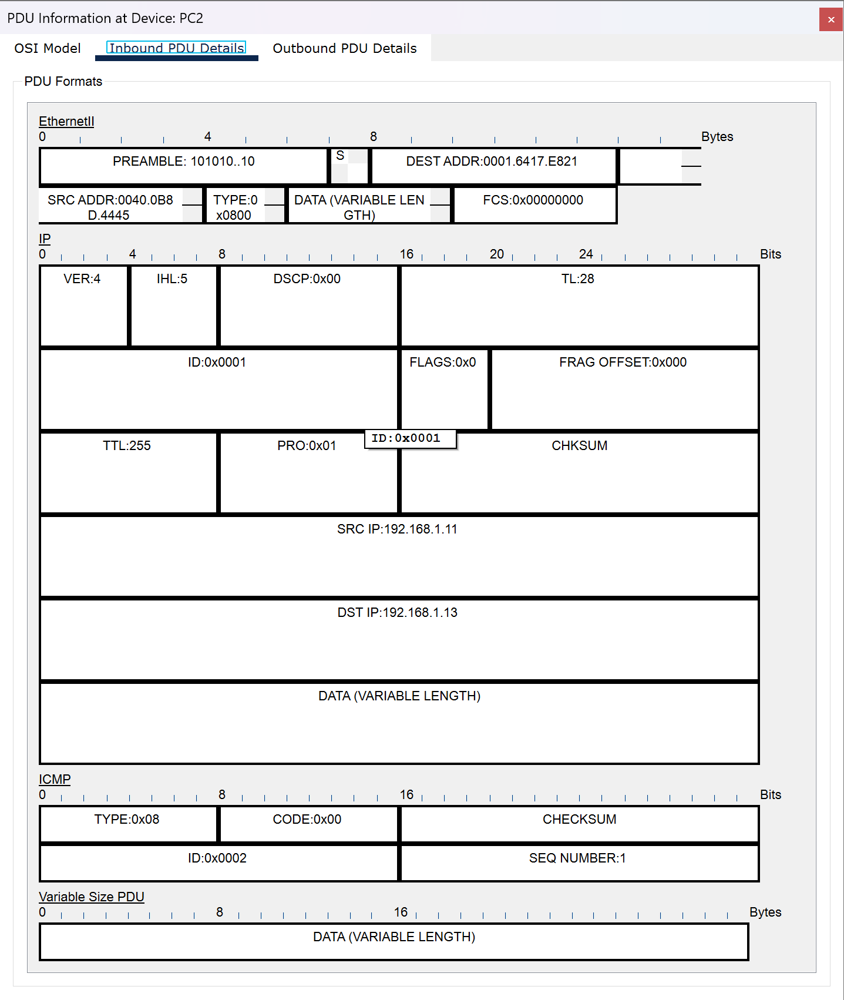 PDU Information at Device: PC2
OSI Model Inbound PDU Details Outbound PDU Details
PDU Formats
EthernetII
0 4 8 Bytes
PREAMBLE: 101010..10 S DEST ADDR:0001.6417.E821
SRC ADDR:0040.0B8 TYPE:0 DATA (VARIABLE LEN FCS:0x00000000
D.4445 x0800 GTH)
IP
0 4 8 16 20 24 Bits
VER:4 IHL:5 DSCP:0x00 TL:28
ID:0x0001 FLAGS:0x0 FRAG OFFSET:0x000
ID:0x0001
TTL:255 PRO:0x01 CHKSUM
SRC IP:192.168.1.11
DST IP:192.168.1.13
DATA (VARIABLE LENGTH)
ICMP
0 8 16 Bits
TYPE:0x08 CODE:0x00 CHECKSUM
ID:0x0002 SEQ NUMBER:1
Variable Size PDU
0 8 16 Bytes
DATA (VARIABLE LENGTH)